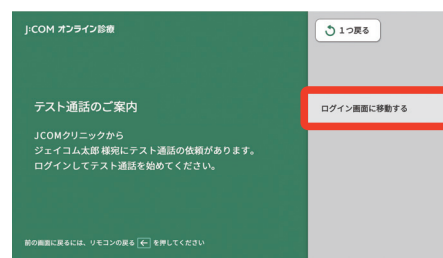 J:COM オンライン診療
1つ戻る
テスト通話のご案内
ログイン画面に移動する
JCOMクリニックから
ジェイコム太郎 様宛にテスト通話の依頼があります。
ログインしてテスト通話を始めてください。
前の画面に戻るには、リモコンの戻る ← を押してください